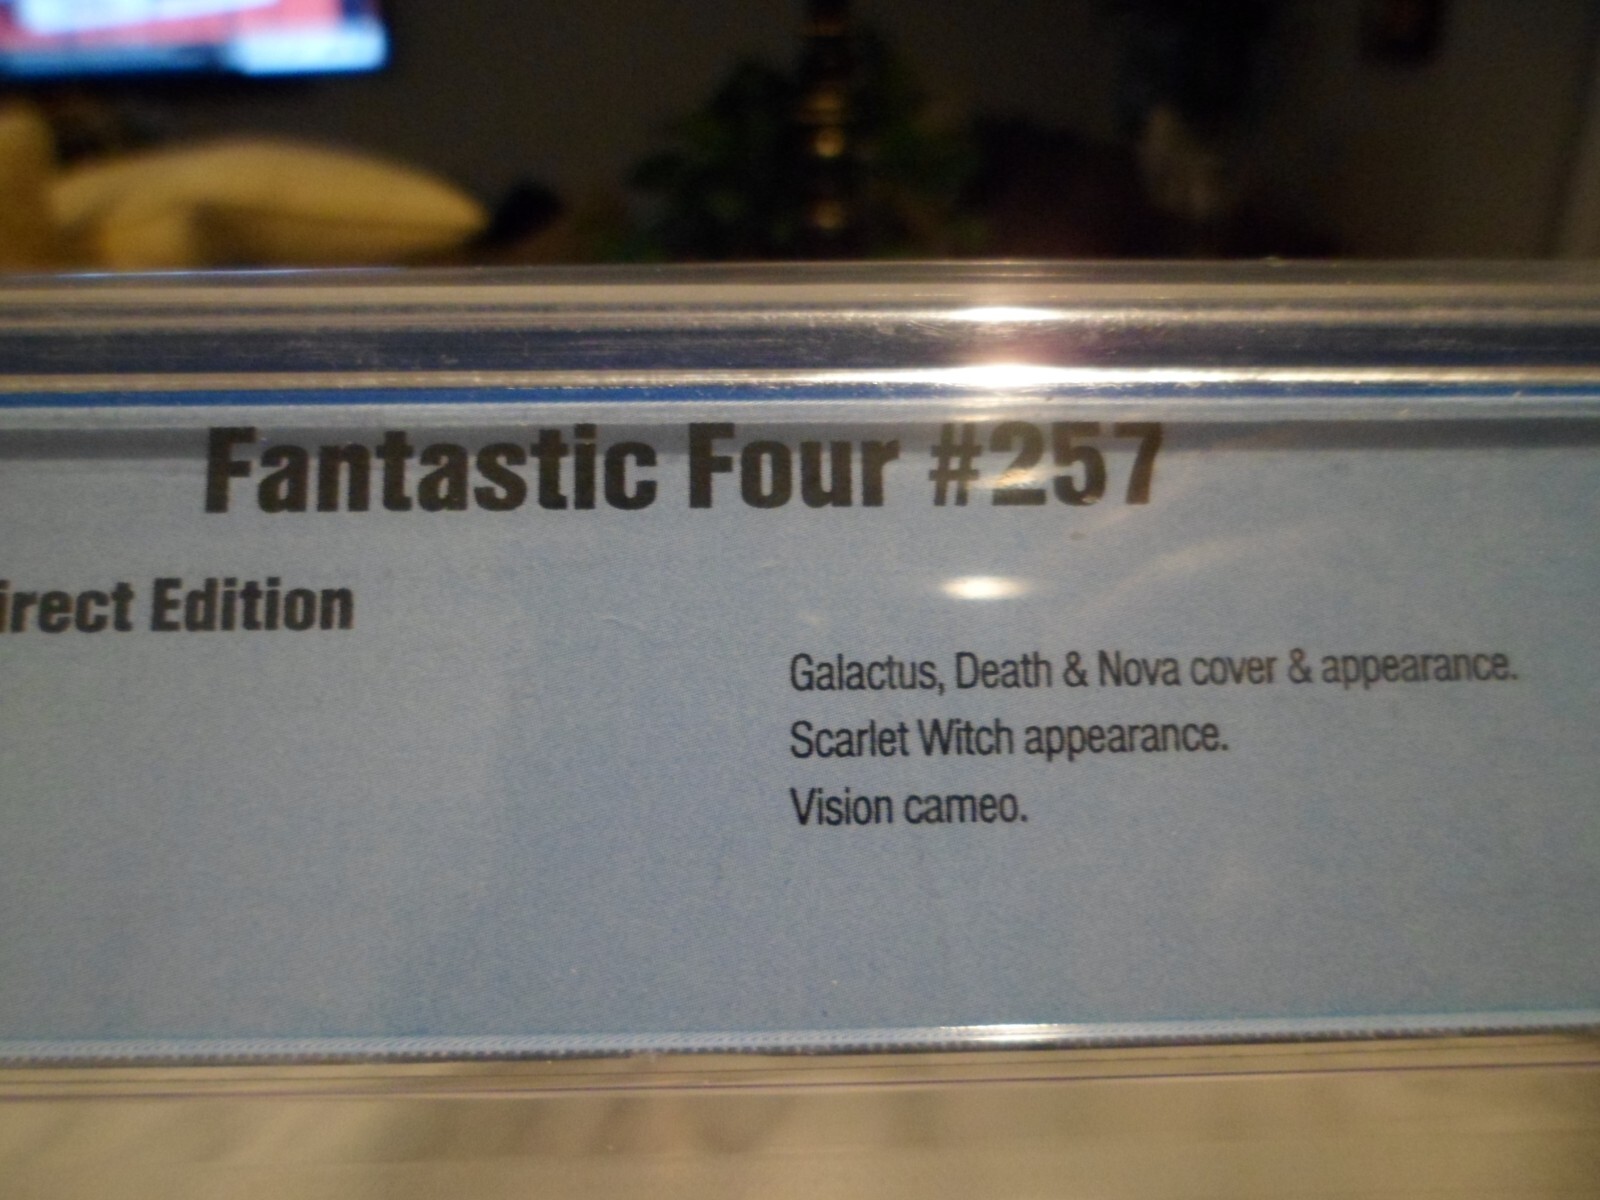 Fantastic Four #257
irect Edition
Galactus, Death & Nova cover & appearance.
Scarlet Witch appearance.
Vision cameo.